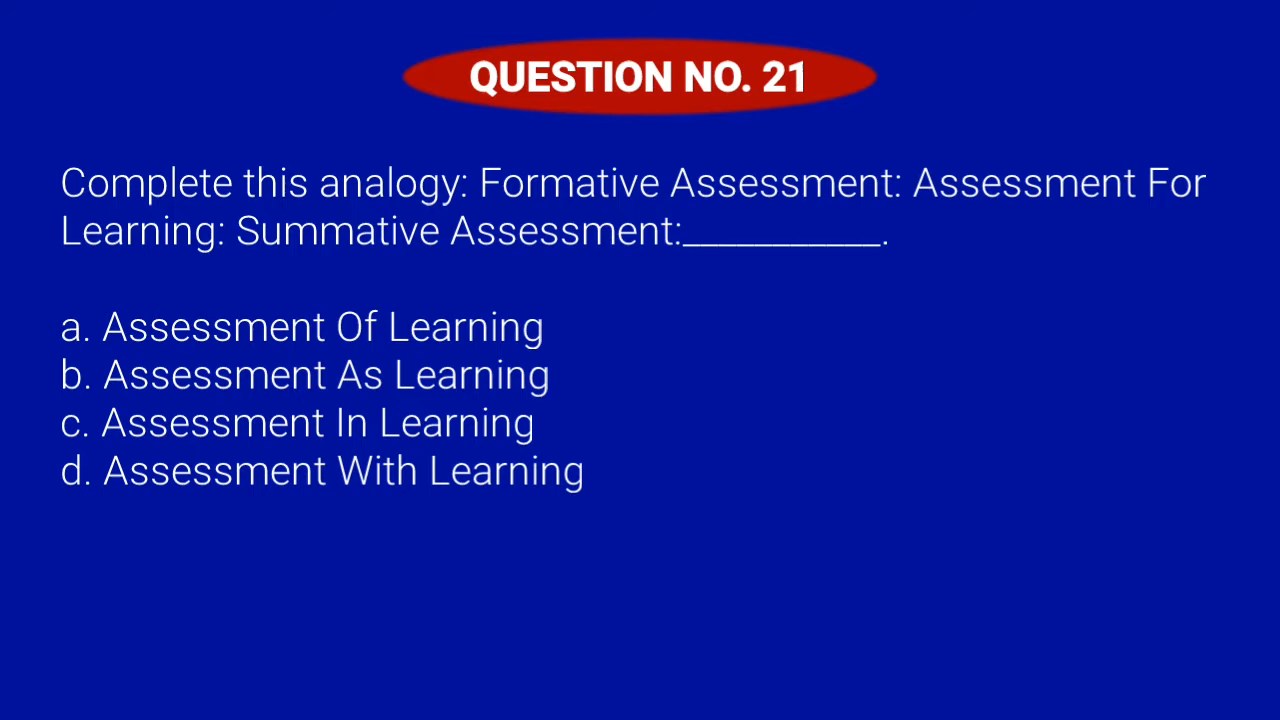 QUESTION NO. 21
Complete this analogy: Formative Assessment: Assessment For
Learning: Summative Assessment:___________.
a. Assessment Of Learning
b. Assessment As Learning
c. Assessment In Learning
d. Assessment With Learning